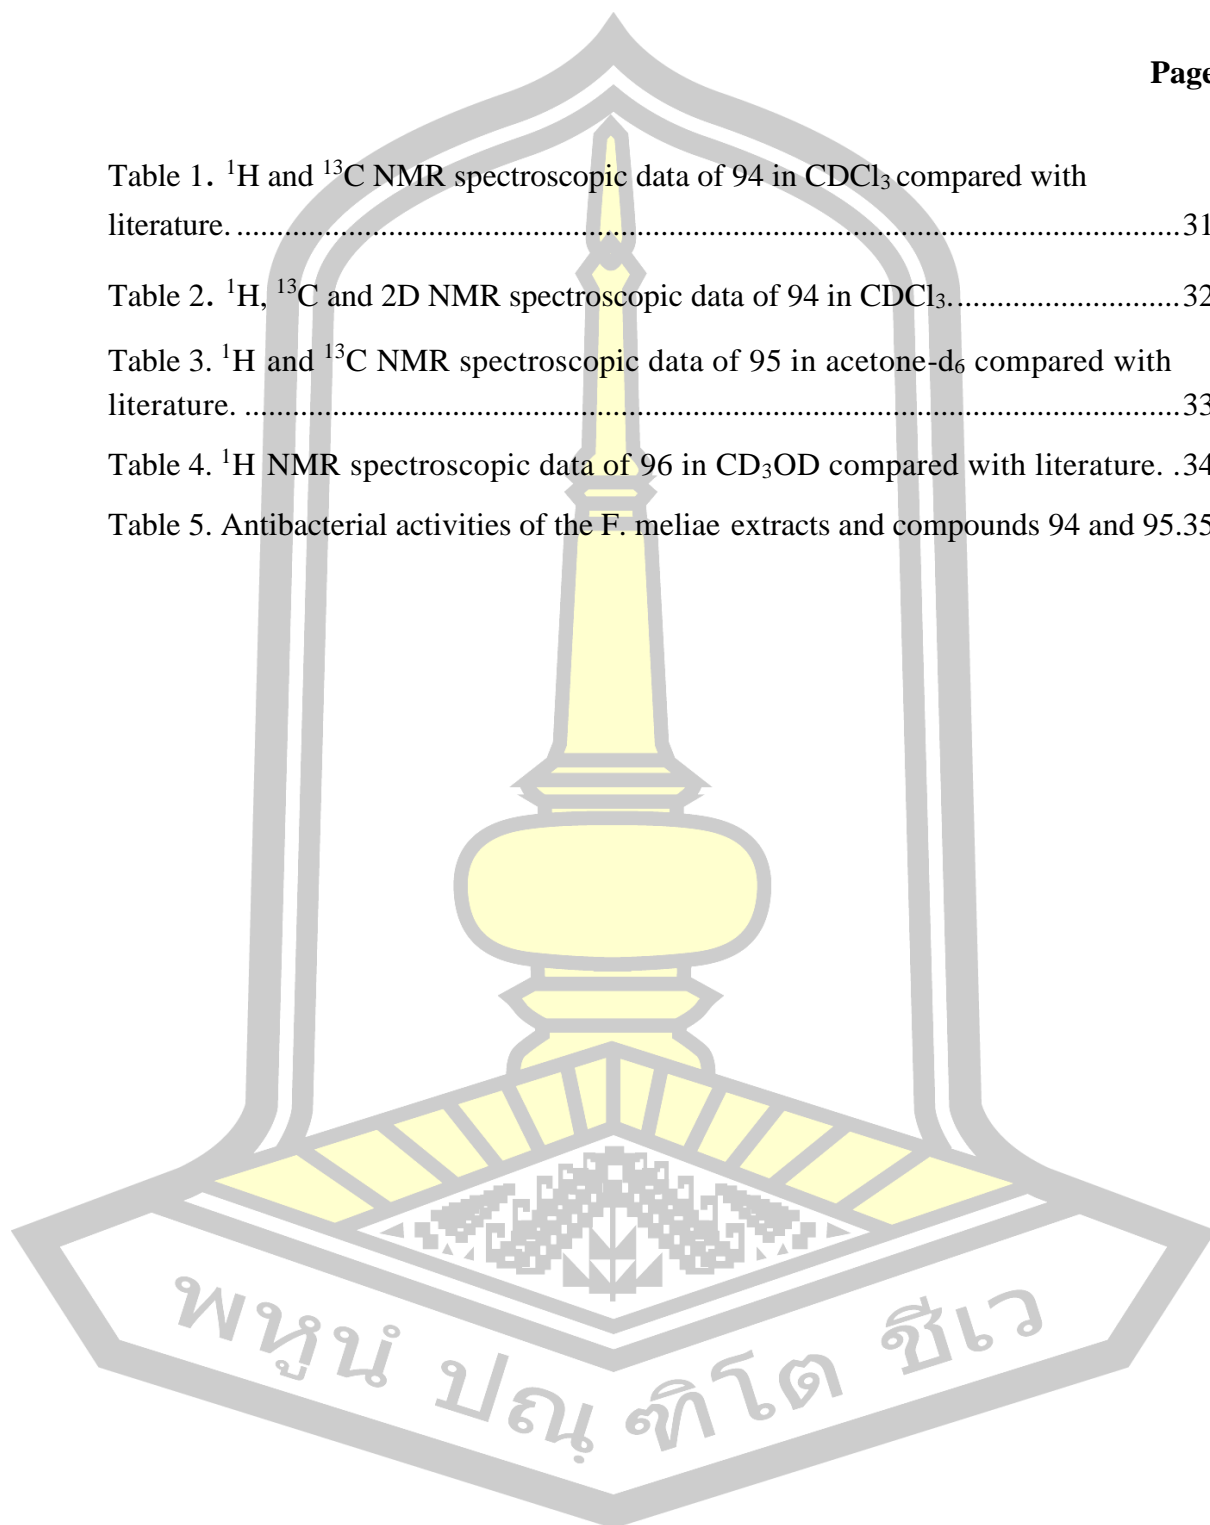 Page
Table 1. ¹H and ¹³C NMR spectroscopic data of 94 in CDCl₃ compared with
literature. ....................................................................................................................31
Table 2. ¹H, ¹³C and 2D NMR spectroscopic data of 94 in CDCl₃............................32
Table 3. ¹H and ¹³C NMR spectroscopic data of 95 in acetone-d₆ compared with
literature. ....................................................................................................................33
Table 4. ¹H NMR spectroscopic data of 96 in CD₃OD compared with literature. .34
Table 5. Antibacterial activities of the F. meliae extracts and compounds 94 and 95.35
พหูนํ ปณฺ ฑิโต ชีเว